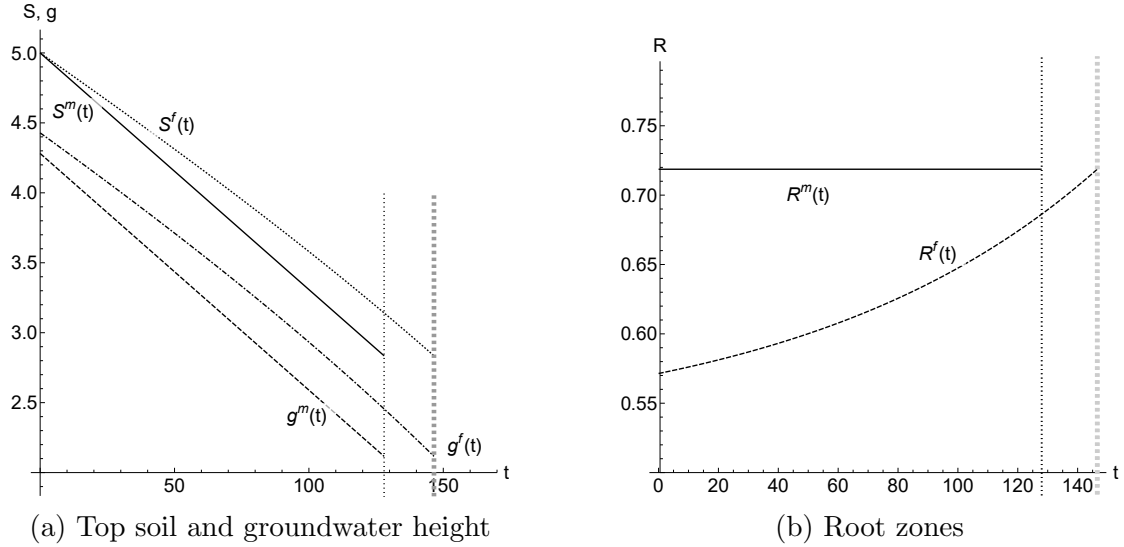 S, g
5.0
4.5
4.0
3.5
3.0
2.5
S^m(t)
S^f(t)
g^m(t)
g^f(t)
50
100
150
t
(a) Top soil and groundwater height
R
0.75
0.70
0.65
0.60
0.55
R^m(t)
R^f(t)
0
20
40
60
80
100
120
140
t
(b) Root zones